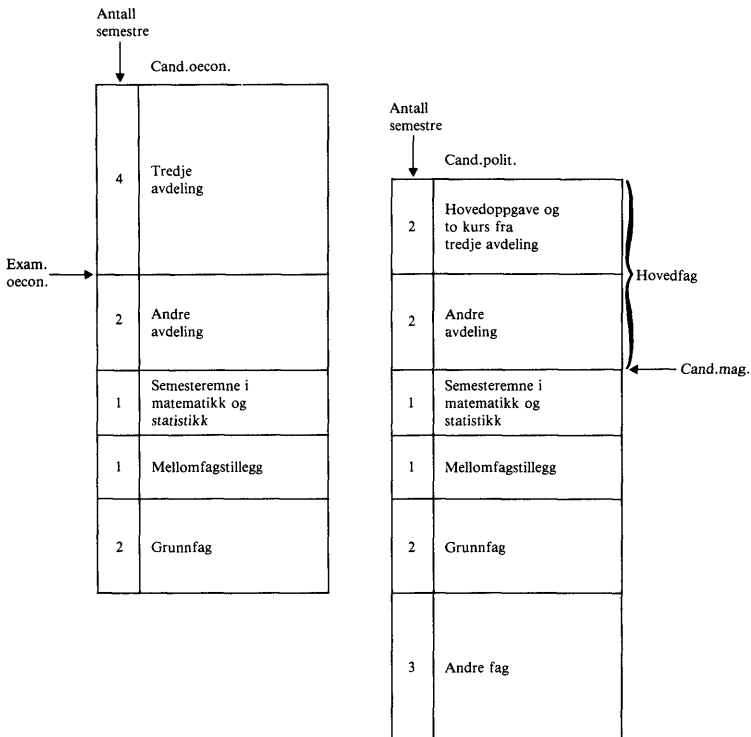 Antall
semestre
Cand.oecon.
4
Tredje
avdeling
Exam.
oecon.
2
Andre
avdeling
1
Semesteremne i
matematikk og
statistikk
1
Mellomfagstillegg
2
Grunnfag
Antall
semestre
Cand.polit.
2
Hovedoppgave og
to kurs fra
tredje avdeling
Hovedfag
2
Andre
avdeling
Cand.mag.
1
Semesteremne i
matematikk og
statistikk
1
Mellomfagstillegg
2
Grunnfag
3
Andre fag